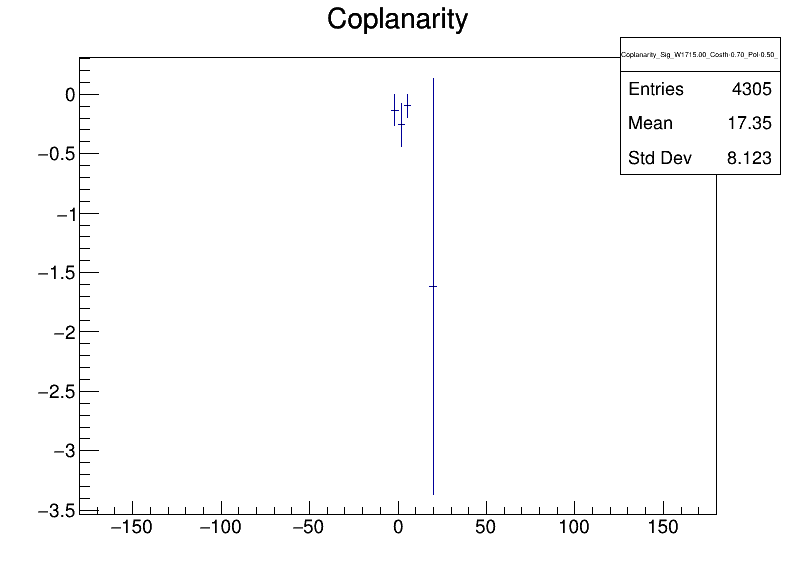 Coplanarity
Coplanarity_Sig_W1715.00_Costh-0.70_Pol-0.50_
Entries 4305
Mean 17.35
Std Dev 8.123
0
−0.5
−1
−1.5
−2
−2.5
−3
−3.5
−150 −100 −50 0 50 100 150